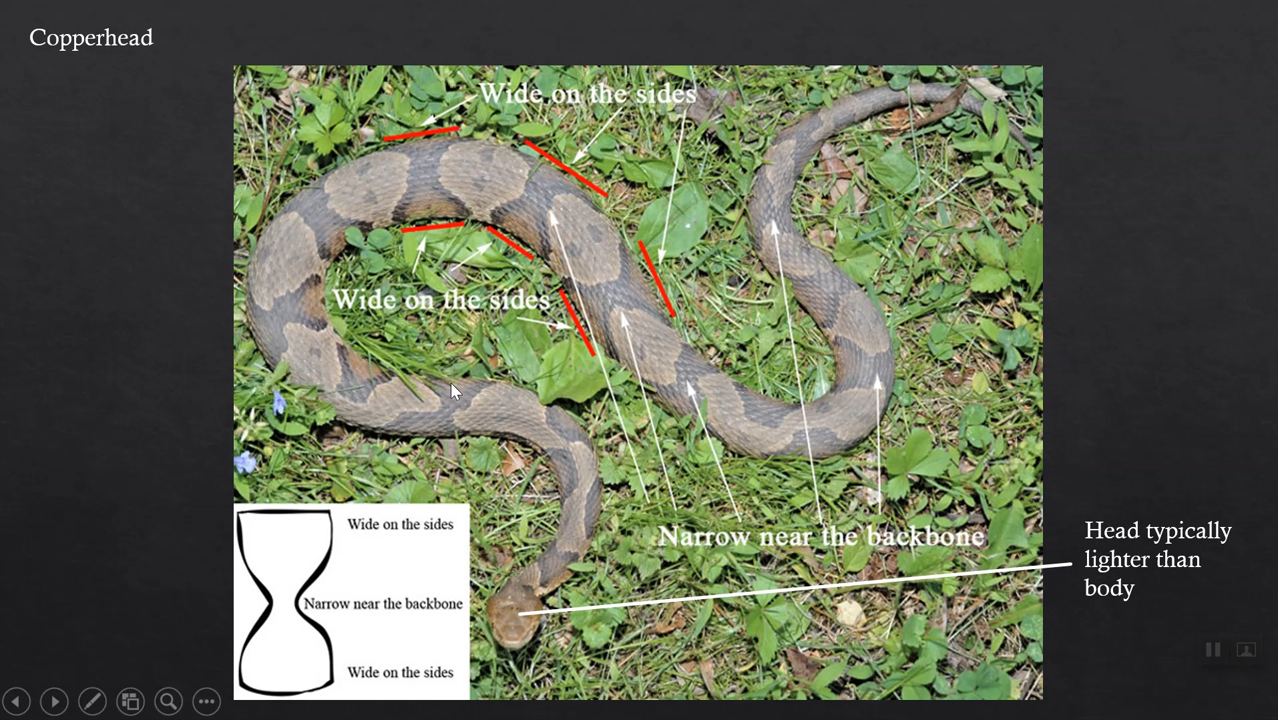 Copperhead
Wide on the sides
Wide on the sides
Narrow near the backbone
Head typically
lighter than
body
Wide on the sides
Narrow near the backbone
Wide on the sides